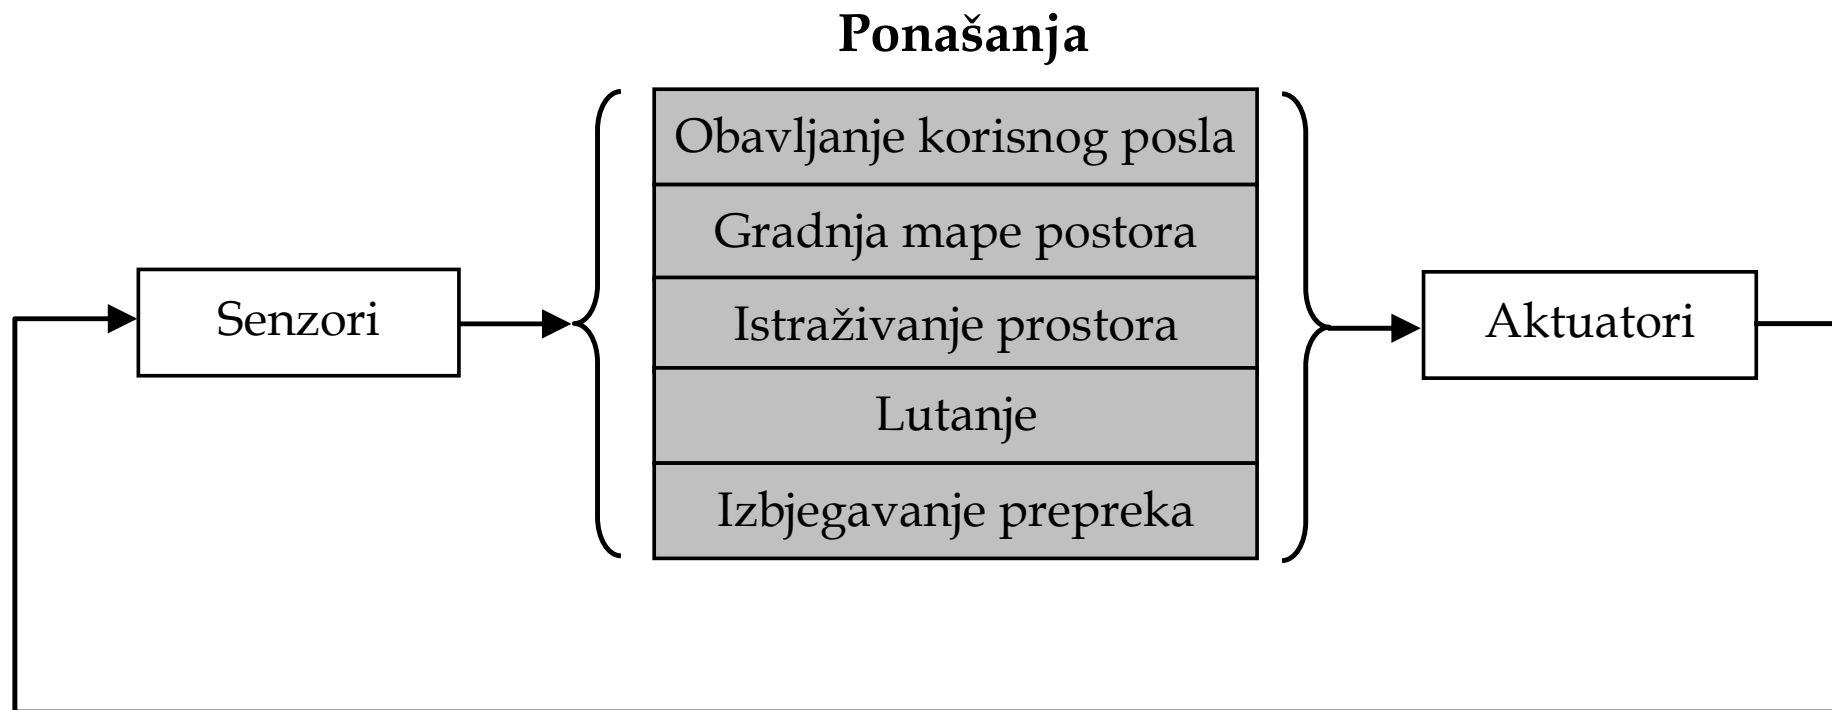 Ponašanja
Obavljanje korisnog posla
Gradnja mape postora
Istraživanje prostora
Lutanje
Izbjegavanje prepreka
Senzori
Aktuatori